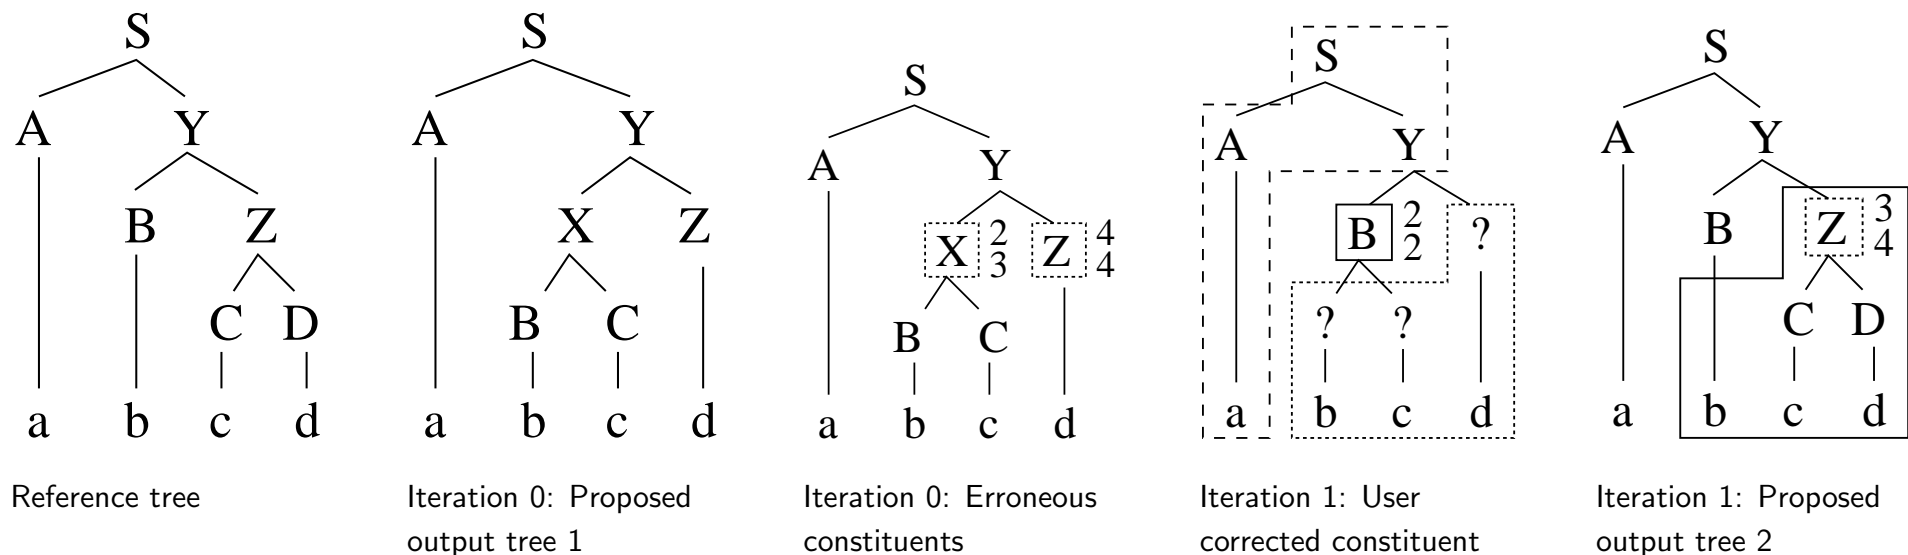 S
A Y
B Z
C D
a b c d
Reference tree
S
A Y
X Z
B C
a b c d
Iteration 0: Proposed
output tree 1
S
A Y
X 2 3 Z 4 4
B C
a b c d
Iteration 0: Erroneous
constituents
S
A Y
B 2 2 ?
? ?
a b c d
Iteration 1: User
corrected constituent
S
A Y
B Z 3 4
C D
a b c d
Iteration 1: Proposed
output tree 2